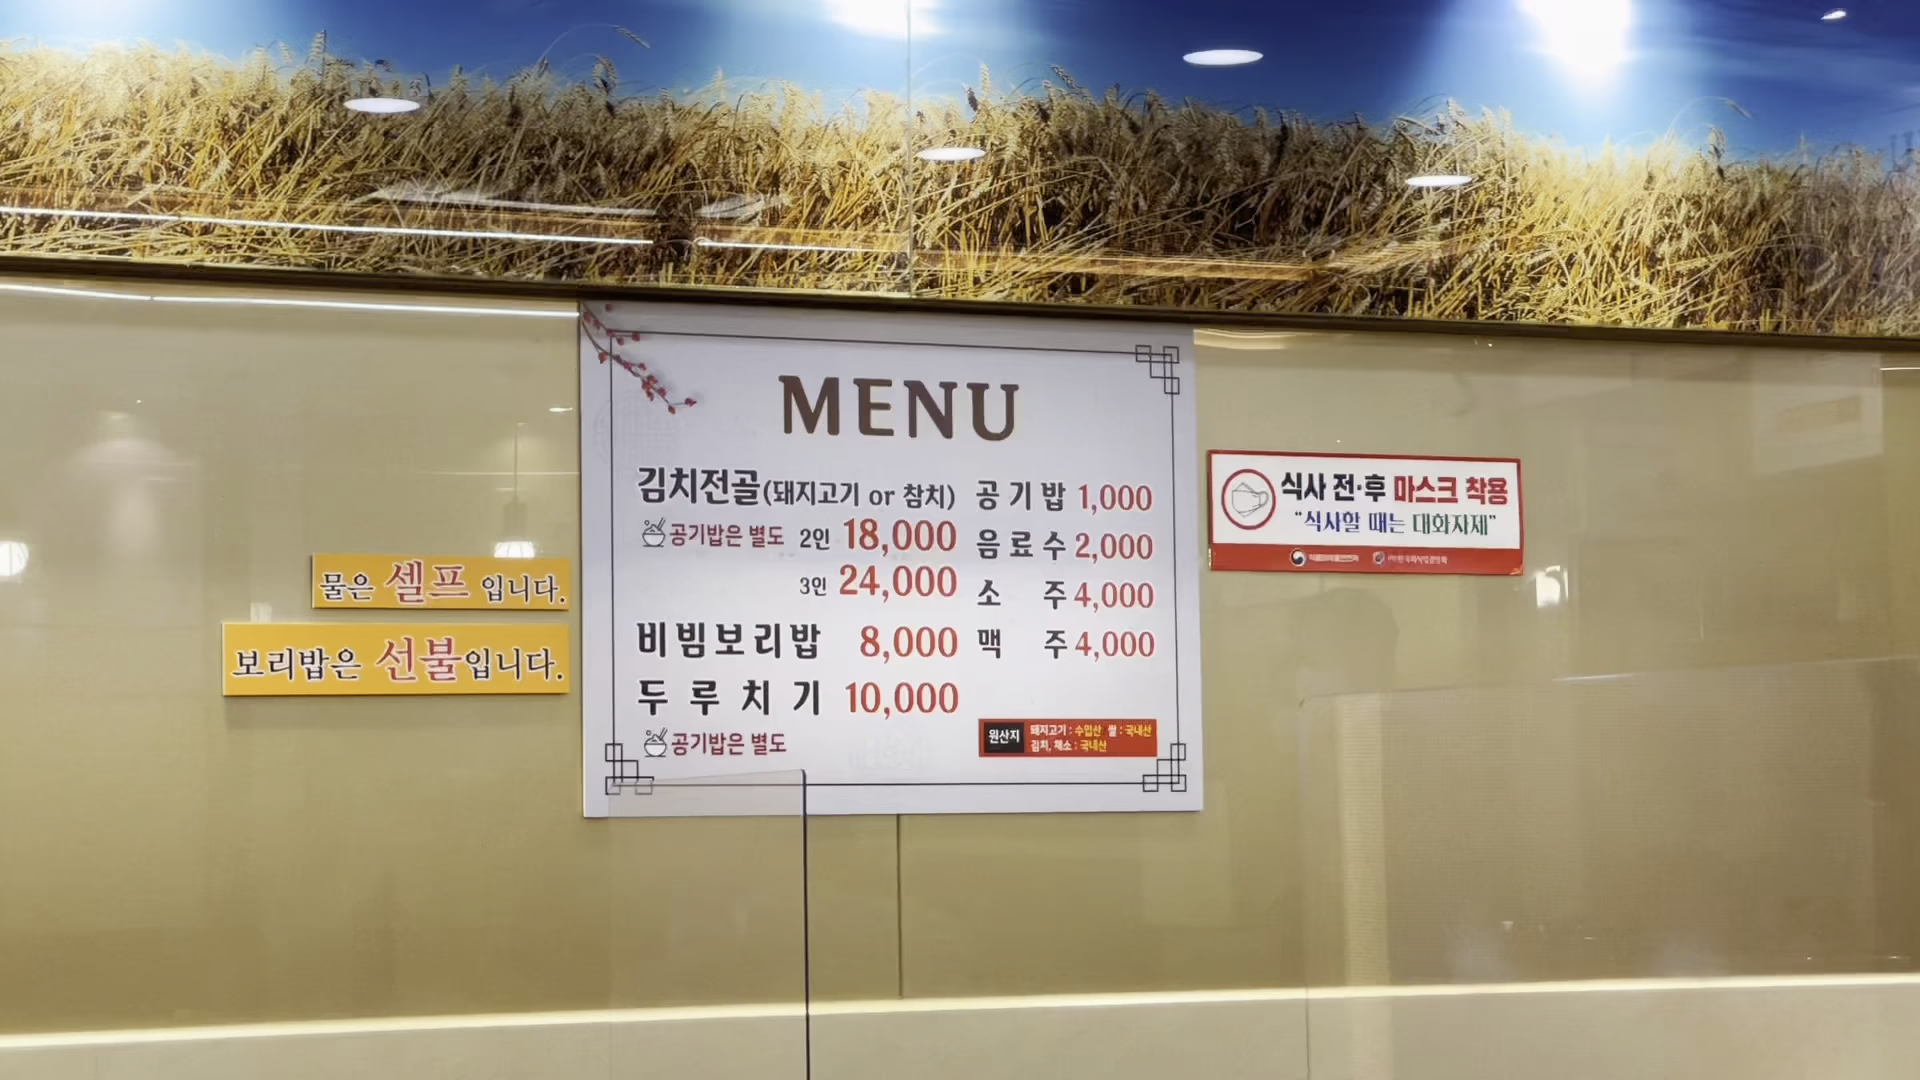 MENU
김치전골(돼지고기 or 참치)
공기밥은 별도 2인 18,000
3인 24,000
비빔보리밥 8,000
두루치기 10,000
공기밥은 별도
공기밥 1,000
음료수 2,000
소주 4,000
맥주 4,000
원산지
돼지고기 : 수입산 쌀 : 국내산
김치, 채소 : 국내산
물은 셀프 입니다.
보리밥은 선불입니다.
식사 전·후 마스크 착용
"식사할 때는 대화자제"